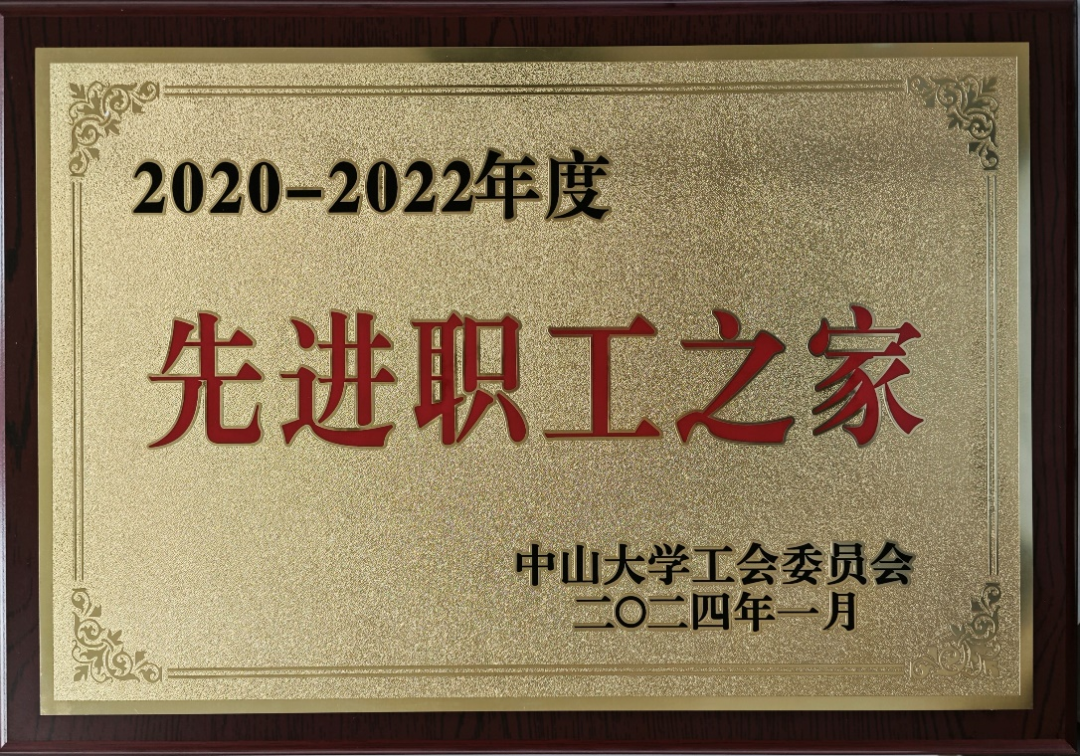 2020-2022年度
先进职工之家
中山大学工会委员会
二〇二四年一月